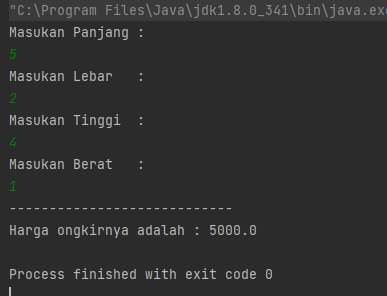 "C:\Program Files\Java\jdk1.8.0_341\bin\java.exe
Masukan Panjang :
5
Masukan Lebar   :
2
Masukan Tinggi  :
4
Masukan Berat   :
1
----------------------------
Harga ongkirnya adalah : 5000.0
Process finished with exit code 0